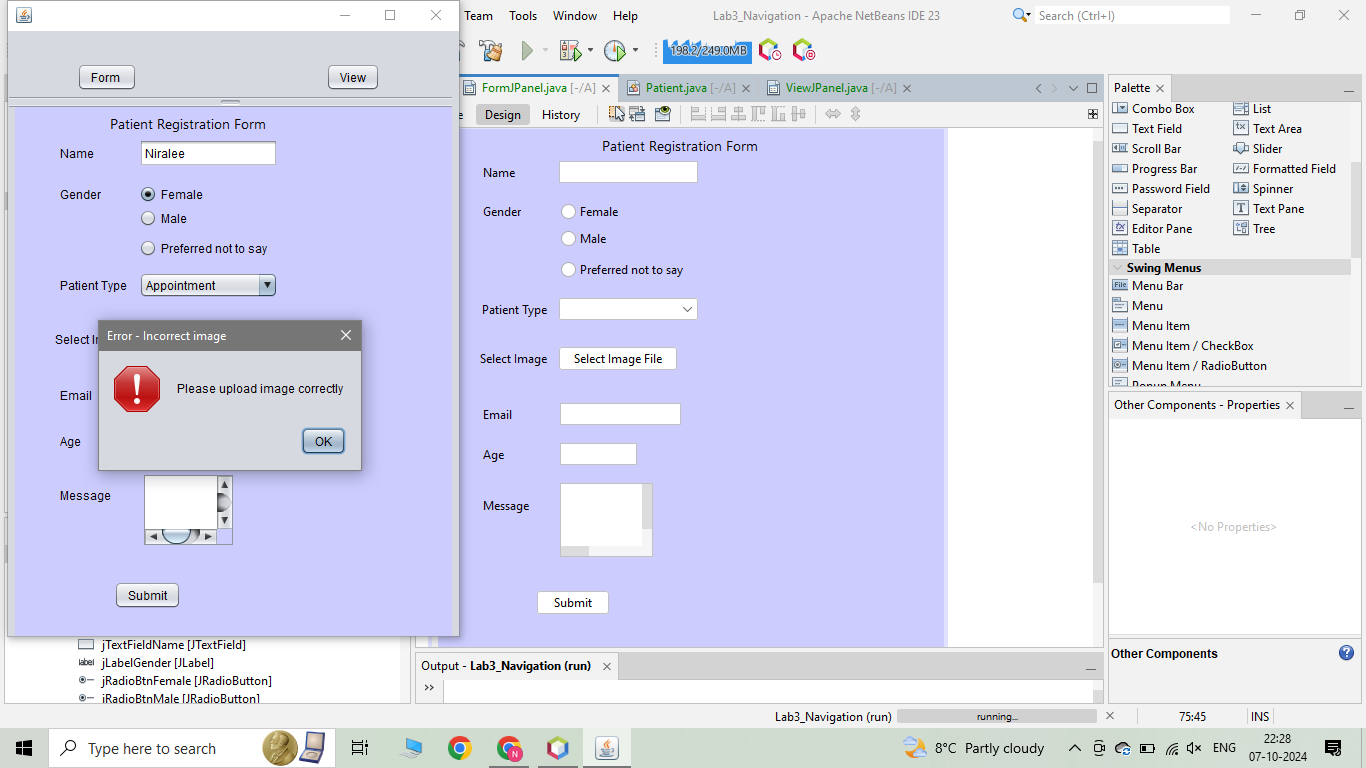 Team Tools Window Help
Lab3_Navigation - Apache NetBeans IDE 23
Search (Ctrl+I)
198.2/249.0MB
Form
View
Patient Registration Form
Name
Niralee
Gender
Female
Male
Preferred not to say
Patient Type
Appointment
Select I
Error - Incorrect image
Please upload image correctly
OK
Email
Age
Message
Submit
FormJPanel.java [-/A]
Patient.java [-/A]
ViewJPanel.java [-/A]
Design
History
Patient Registration Form
Name
Gender
Female
Male
Preferred not to say
Patient Type
Select Image
Select Image File
Email
Age
Message
Submit
Palette
Combo Box
List
Text Field
Text Area
Scroll Bar
Slider
Progress Bar
Formatted Field
Password Field
Spinner
Separator
Text Pane
Editor Pane
Tree
Table
Swing Menus
Menu Bar
Menu
Menu Item
Menu Item / CheckBox
Menu Item / RadioButton
Popup Menu
Other Components - Properties
<No Properties>
Other Components
jTextFieldName [JTextField]
label jLabelGender [JLabel]
jRadioBtnFemale [JRadioButton]
jRadioBtnMale [JRadioButton]
Output - Lab3_Navigation (run)
Lab3_Navigation (run)
running...
75:45
INS
Type here to search
8°C Partly cloudy
ENG
22:28
07-10-2024